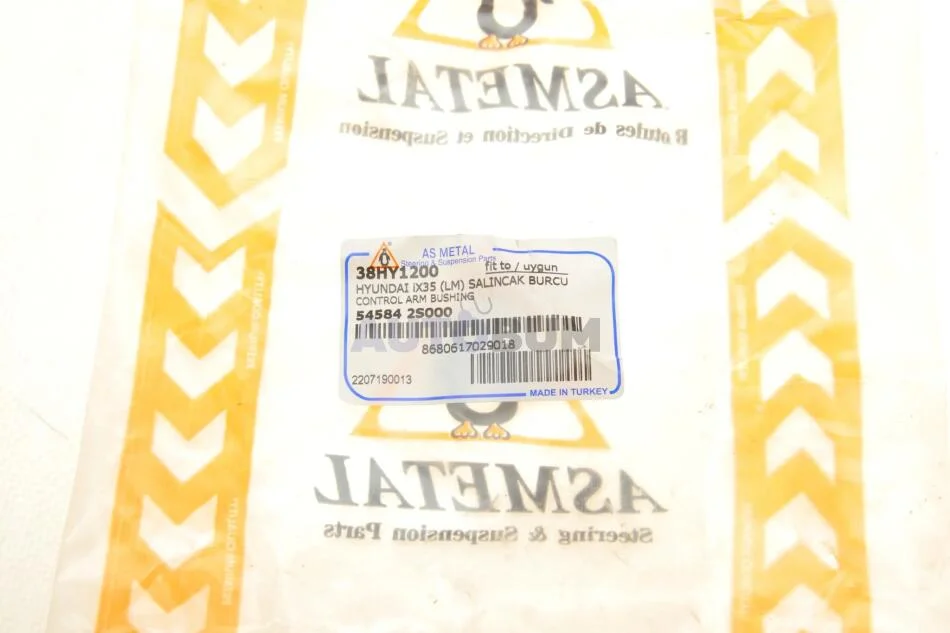 ASMETAL
Rotules de Direction et Suspension
AS METAL
Steering & Suspension Parts
38HY1200
fit to / uygun
HYUNDAI iX35 (LM) SALINCAK BURCU
CONTROL ARM BUSHING
54584 2S000
AUTOBUM
8680617029018
2207190013
MADE IN TURKEY
ASMETAL
Steering & Suspension Parts